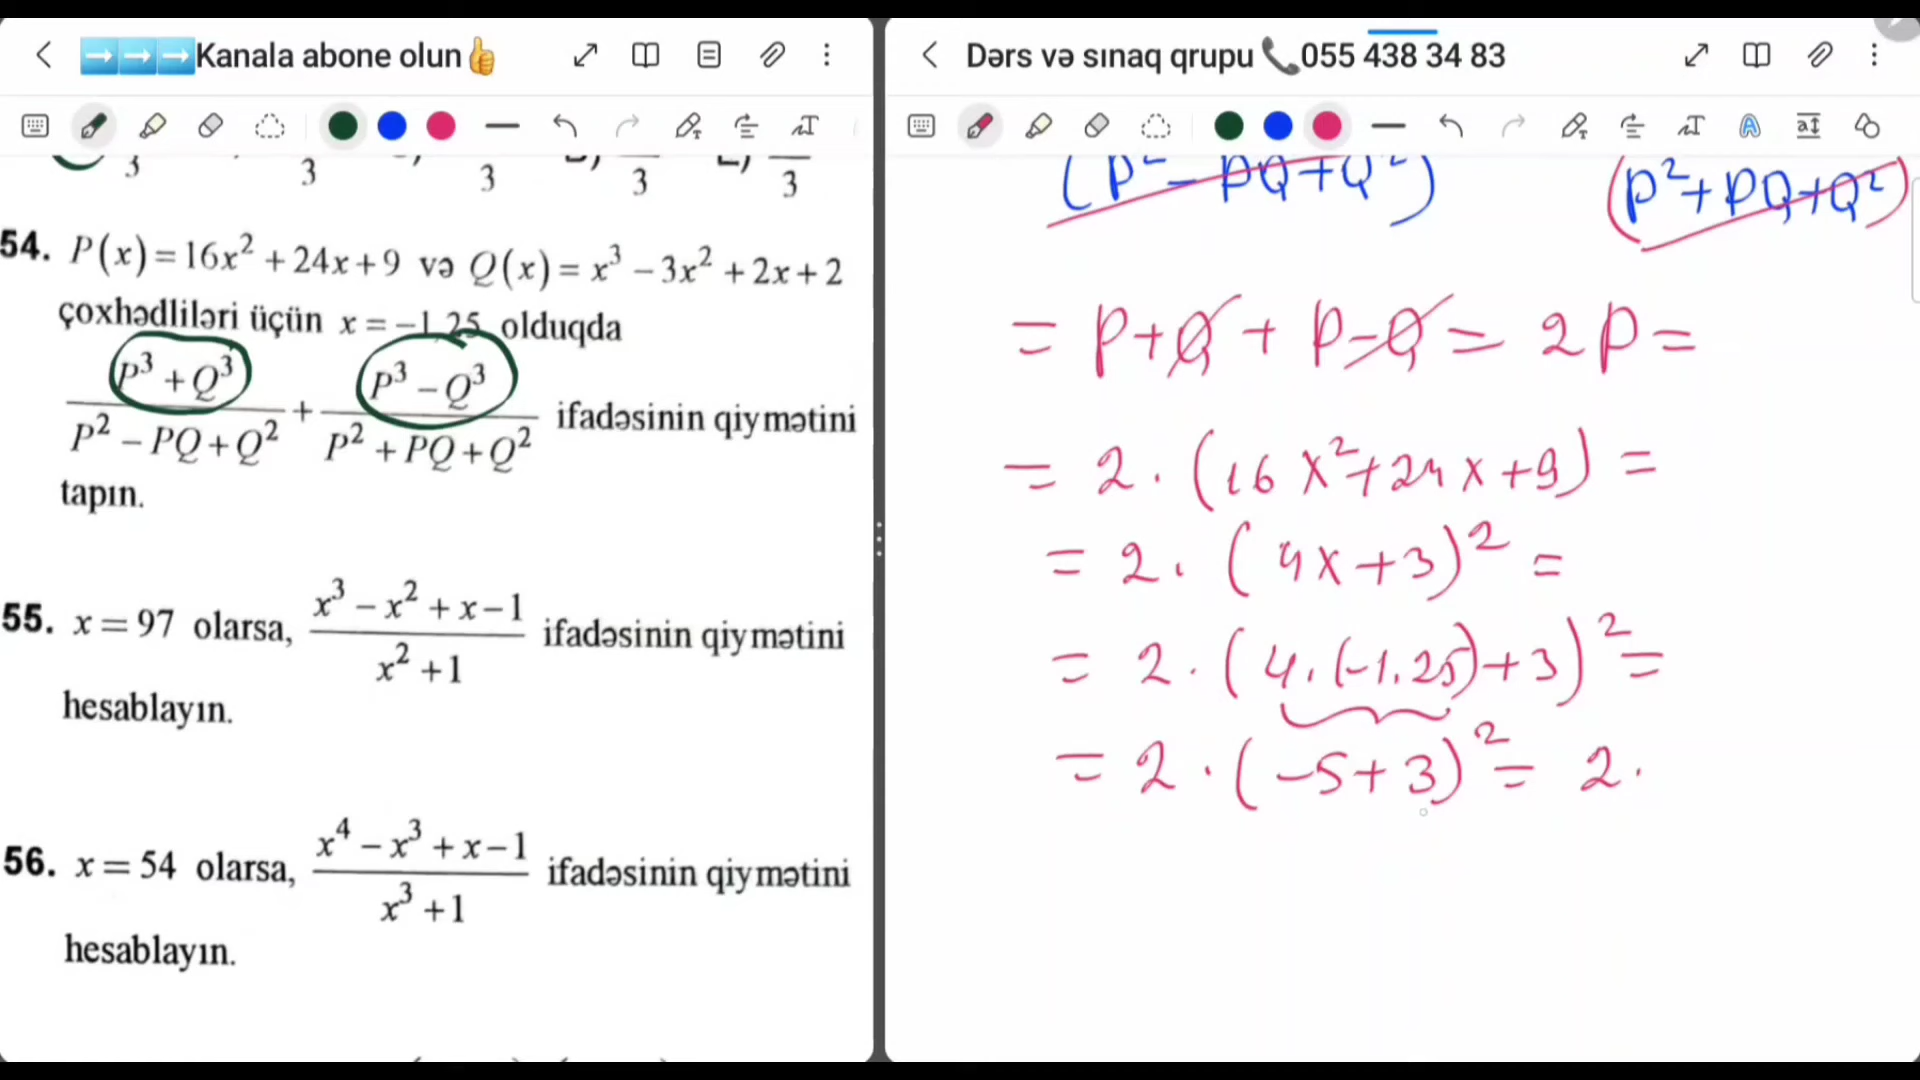 Kanala abone olun
54. P(x) = 16x² + 24x + 9 və Q(x) = x³ − 3x² + 2x + 2
çoxhədliləri üçün x = −1,25 olduqda
(P³ + Q³)/(P² − PQ + Q²) + (P³ − Q³)/(P² + PQ + Q²) ifadəsinin qiymətini
tapın.
55. x = 97 olarsa, (x³ − x² + x − 1)/(x² + 1) ifadəsinin qiymətini
hesablayın.
56. x = 54 olarsa, (x⁴ − x³ + x − 1)/(x³ + 1) ifadəsinin qiymətini
hesablayın.
Dərs və sınaq qrupu 055 438 34 83
(P² − PQ + Q²) (P² + PQ + Q²)
= P + Q + P − Q = 2P =
= 2 · (16x² + 24x + 9) =
= 2 · (4x + 3)² =
= 2 · (4 · (−1.25) + 3)² =
= 2 · (−5 + 3)² = 2 ·